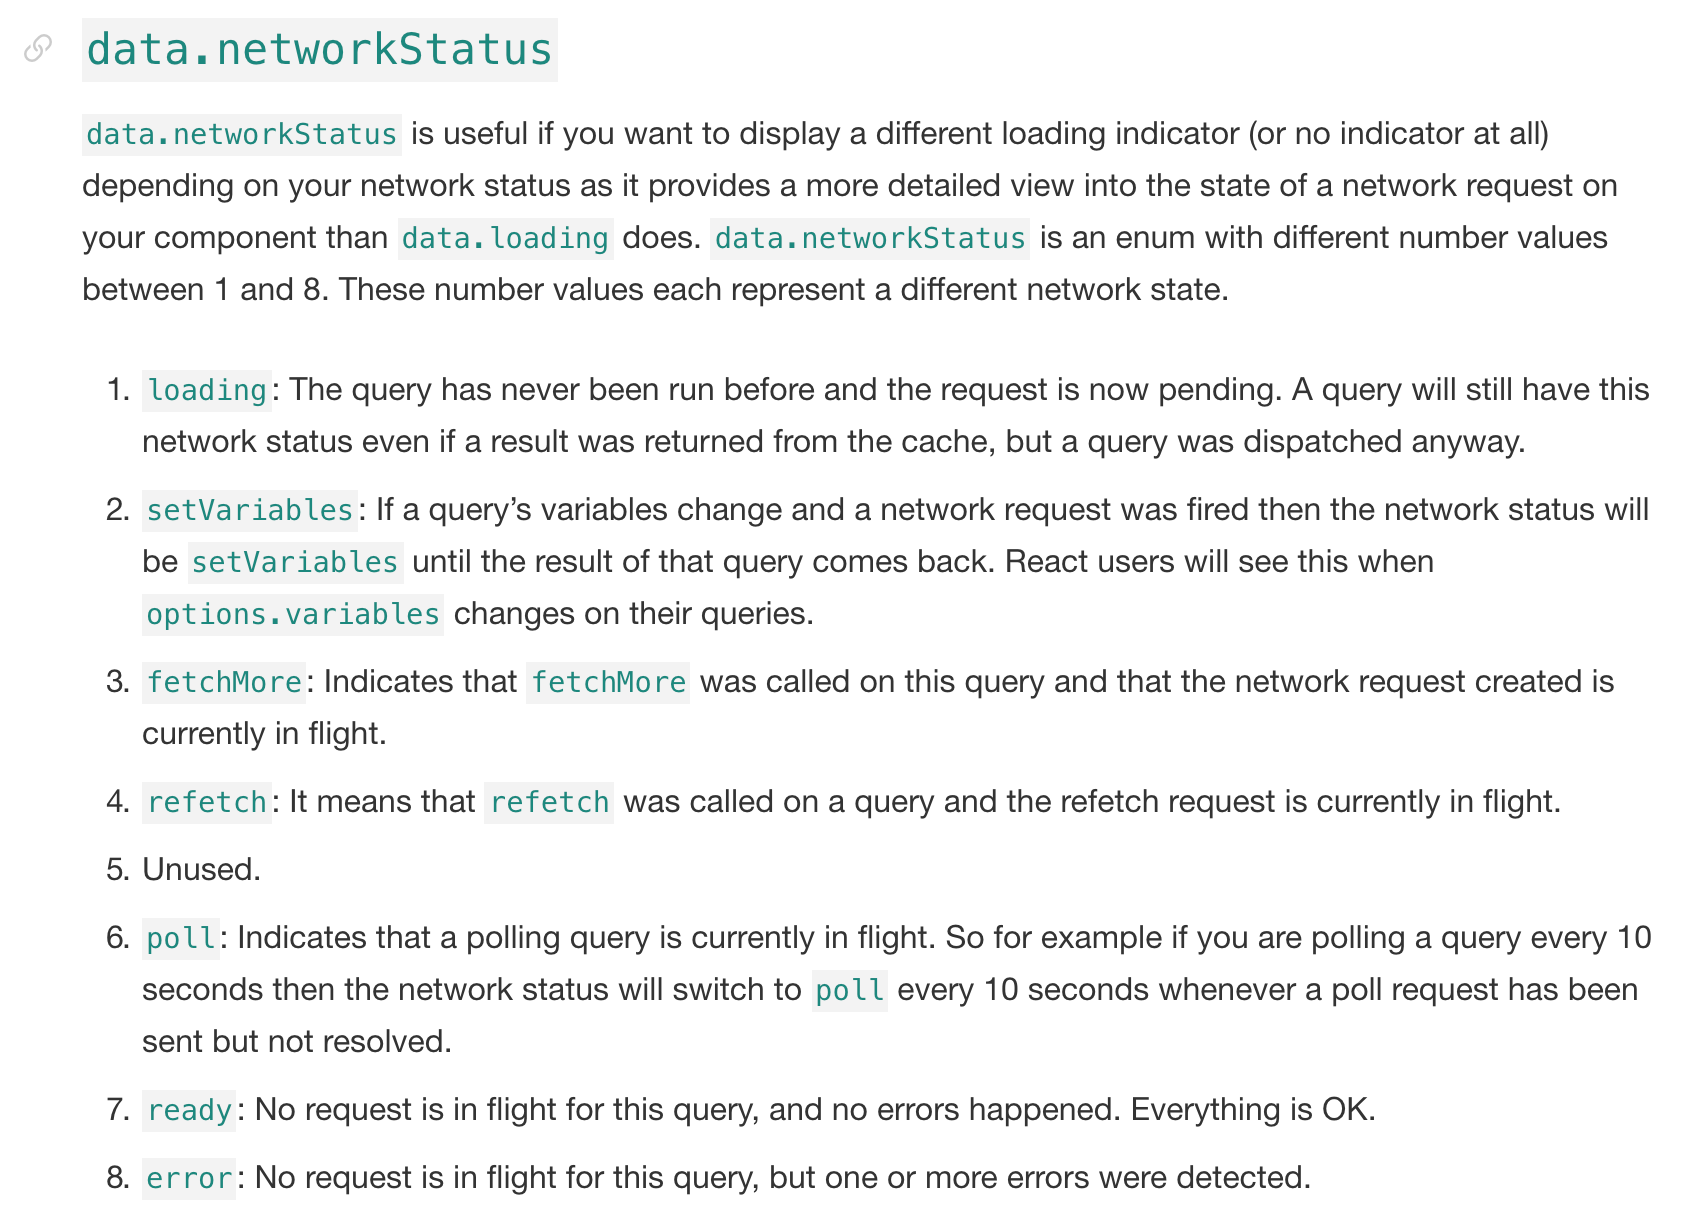 data.networkStatus
data.networkStatus is useful if you want to display a different loading indicator (or no indicator at all)
depending on your network status as it provides a more detailed view into the state of a network request on
your component than data.loading does. data.networkStatus is an enum with different number values
between 1 and 8. These number values each represent a different network state.
1. loading: The query has never been run before and the request is now pending. A query will still have this
network status even if a result was returned from the cache, but a query was dispatched anyway.
2. setVariables: If a query’s variables change and a network request was fired then the network status will
be setVariables until the result of that query comes back. React users will see this when
options.variables changes on their queries.
3. fetchMore: Indicates that fetchMore was called on this query and that the network request created is
currently in flight.
4. refetch: It means that refetch was called on a query and the refetch request is currently in flight.
5. Unused.
6. poll: Indicates that a polling query is currently in flight. So for example if you are polling a query every 10
seconds then the network status will switch to poll every 10 seconds whenever a poll request has been
sent but not resolved.
7. ready: No request is in flight for this query, and no errors happened. Everything is OK.
8. error: No request is in flight for this query, but one or more errors were detected.